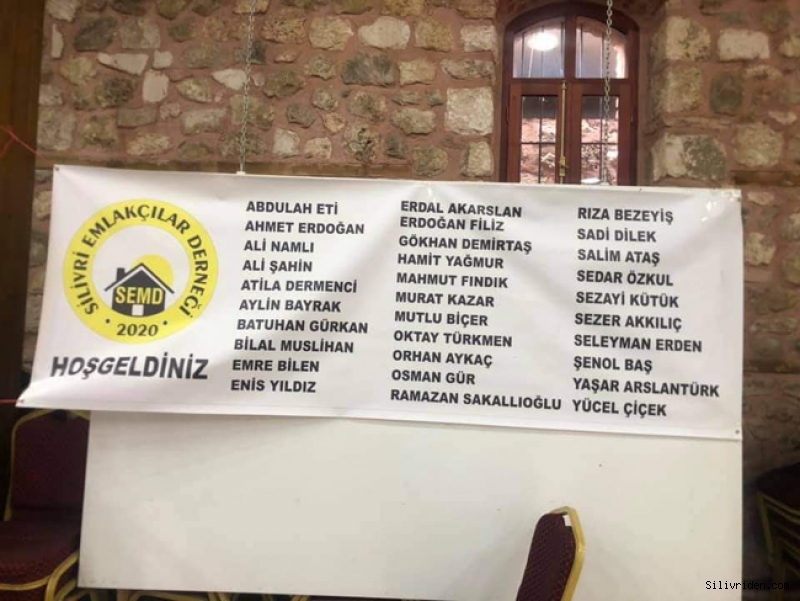 SİLİVRİ EMLAKÇILAR DERNEĞİ
SEMD
• 2020 •
HOŞGELDİNİZ
ABDULAH ETİ
AHMET ERDOĞAN
ALİ NAMLI
ALİ ŞAHİN
ATİLA DERMENCİ
AYLİN BAYRAK
BATUHAN GÜRKAN
BİLAL MUSLİHAN
EMRE BİLEN
ENİS YILDIZ
ERDAL AKARSLAN
ERDOĞAN FİLİZ
GÖKHAN DEMİRTAŞ
HAMİT YAĞMUR
MAHMUT FINDIK
MURAT KAZAR
MUTLU BİÇER
OKTAY TÜRKMEN
ORHAN AYKAÇ
OSMAN GÜR
RAMAZAN SAKALLIOĞLU
RIZA BEZEYİŞ
SADİ DİLEK
SALİM ATAŞ
SEDAR ÖZKUL
SEZAYİ KÜTÜK
SEZER AKKILIÇ
SELEYMAN ERDEN
ŞENOL BAŞ
YAŞAR ARSLANTÜRK
YÜCEL ÇİÇEK
Silivriden.com